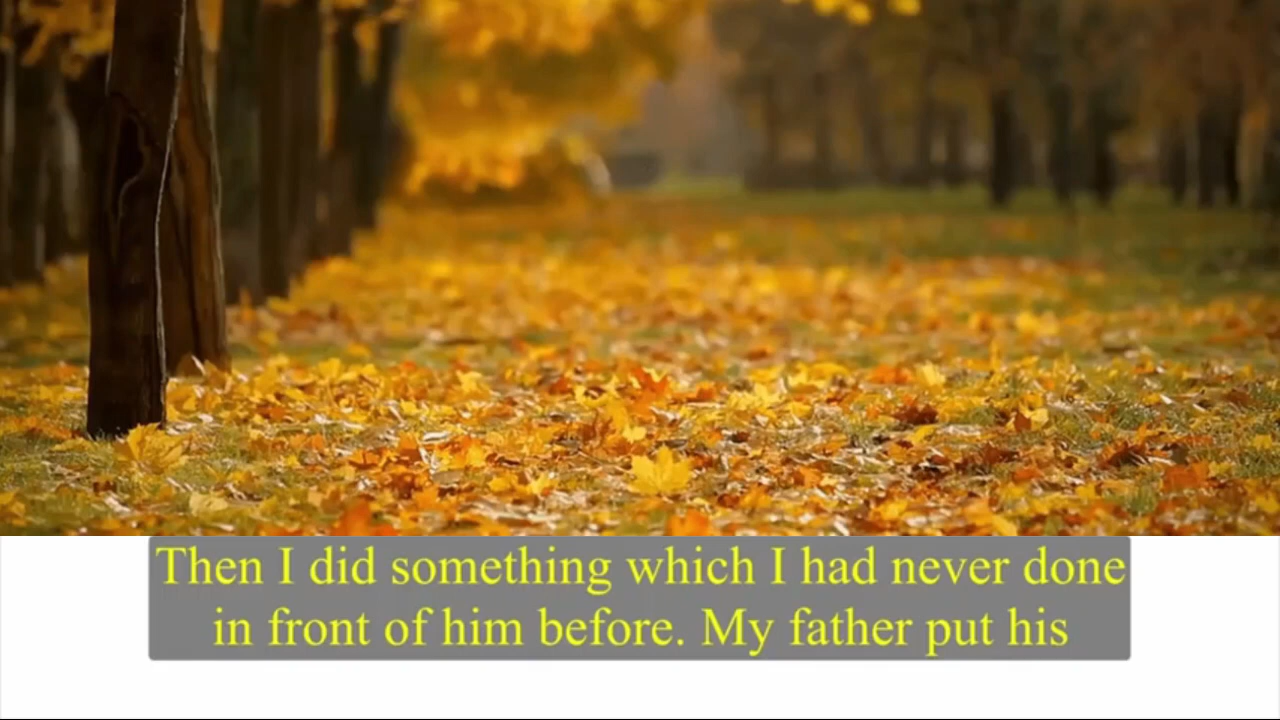 Then I did something which I had never done
in front of him before. My father put his